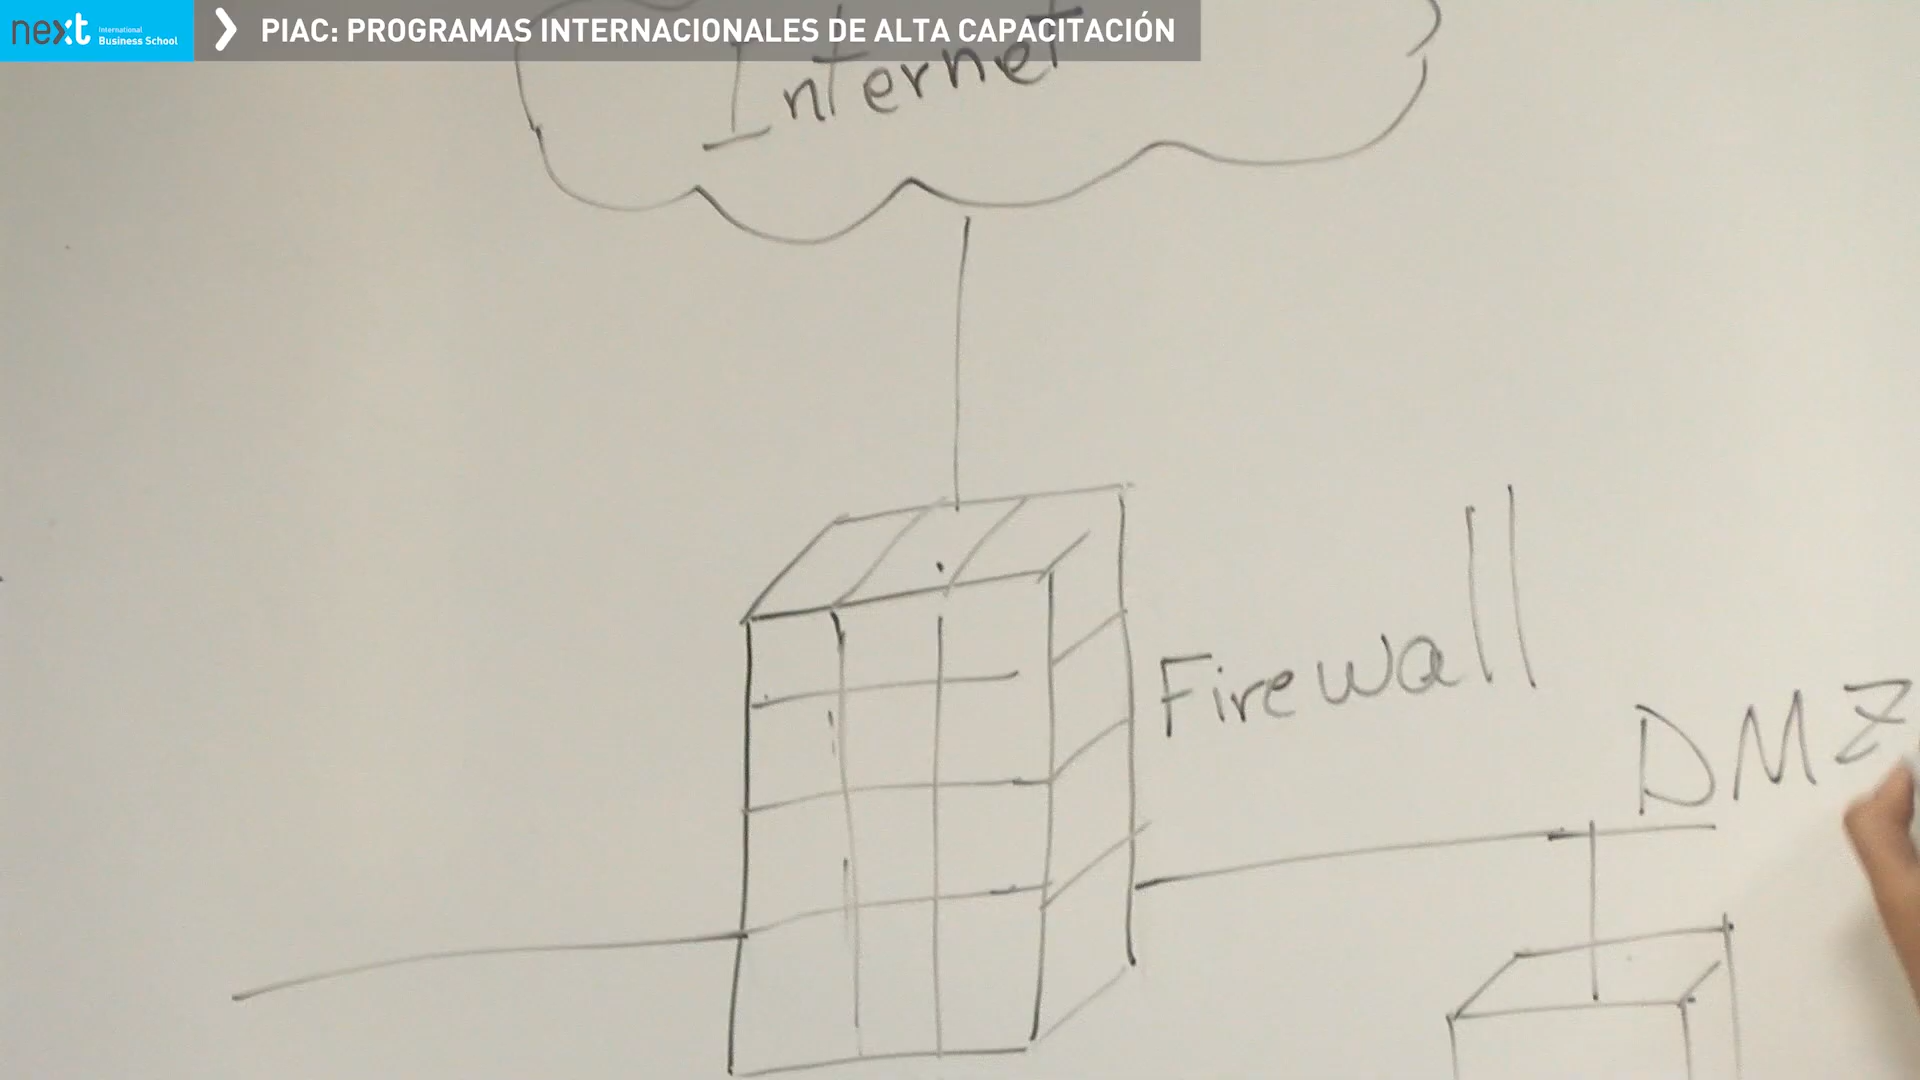 next International
Business School
PIAC: PROGRAMAS INTERNACIONALES DE ALTA CAPACITACIÓN
Internet
Firewall
DMZ